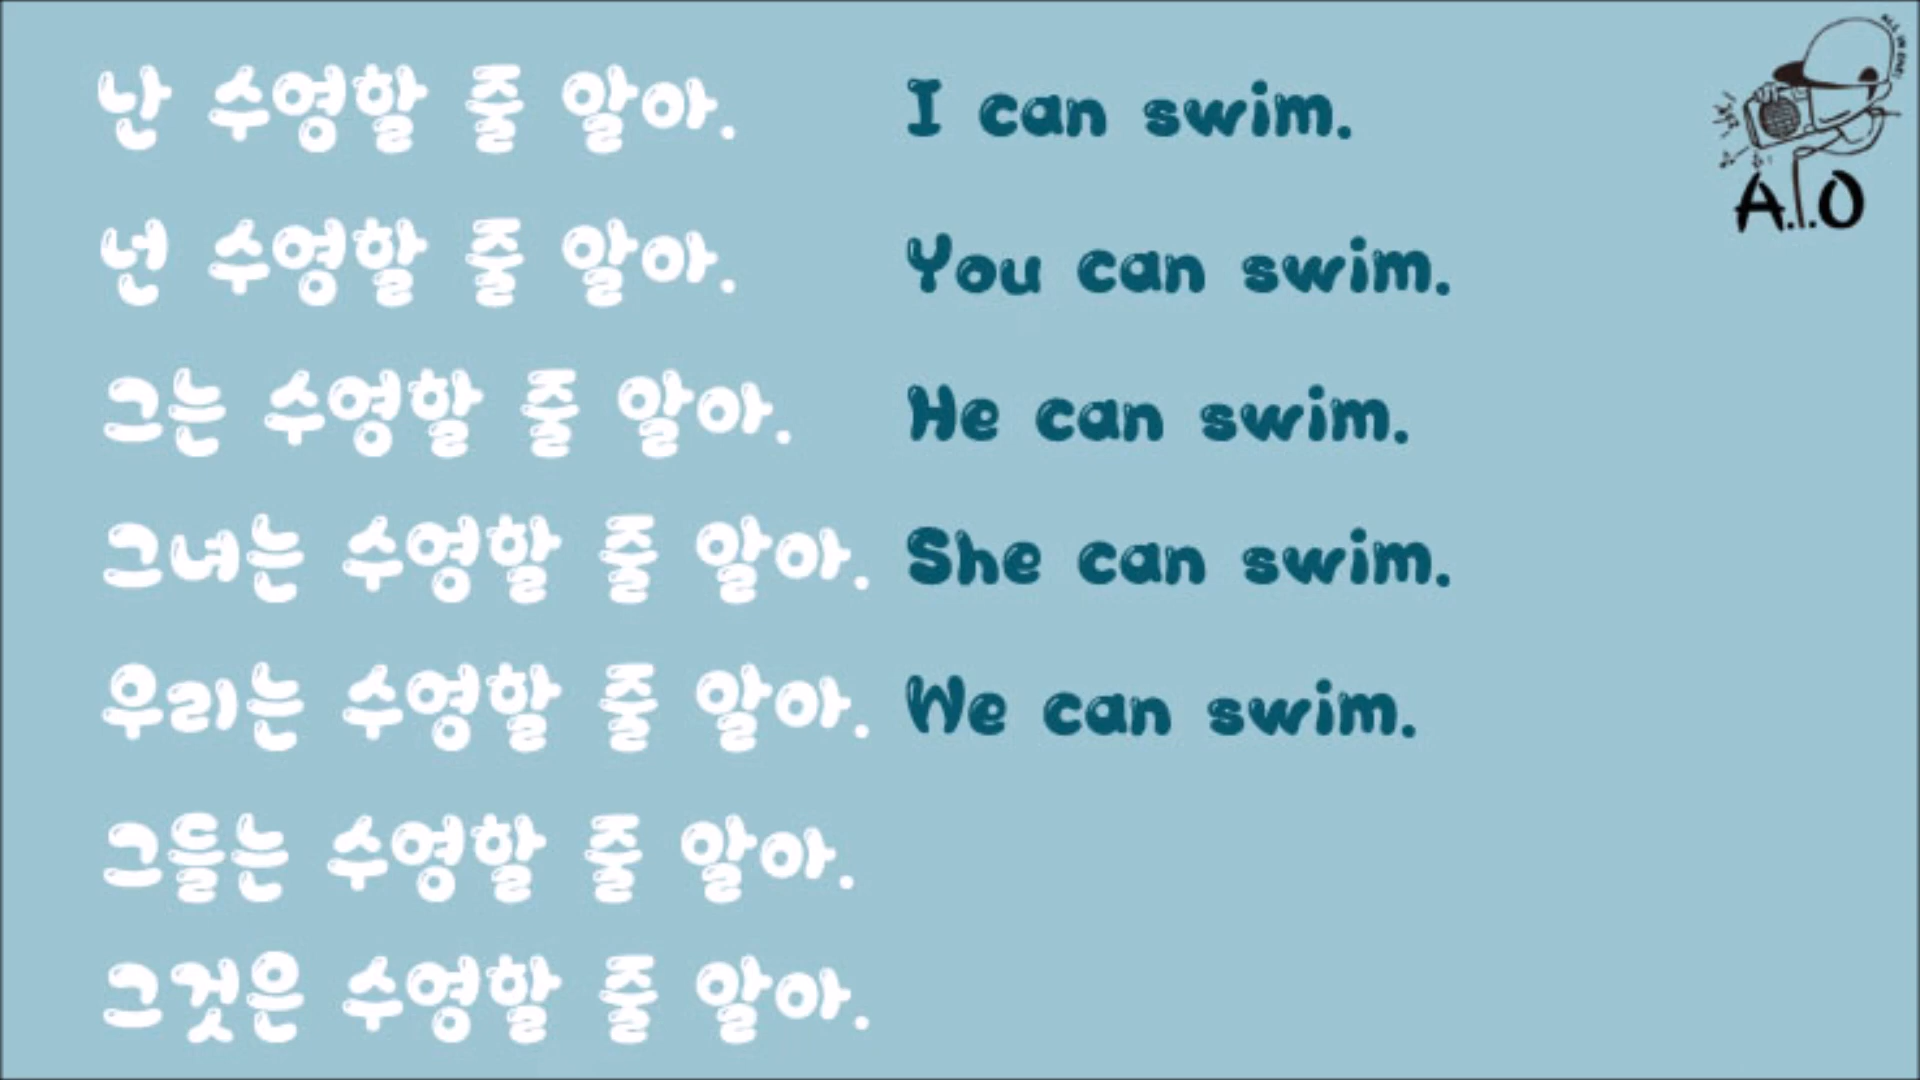 난 수영할 줄 알아. I can swim.
넌 수영할 줄 알아. You can swim.
그는 수영할 줄 알아. He can swim.
그녀는 수영할 줄 알아. She can swim.
우리는 수영할 줄 알아. We can swim.
그들는 수영할 줄 알아.
그것은 수영할 줄 알아.
A.I.O